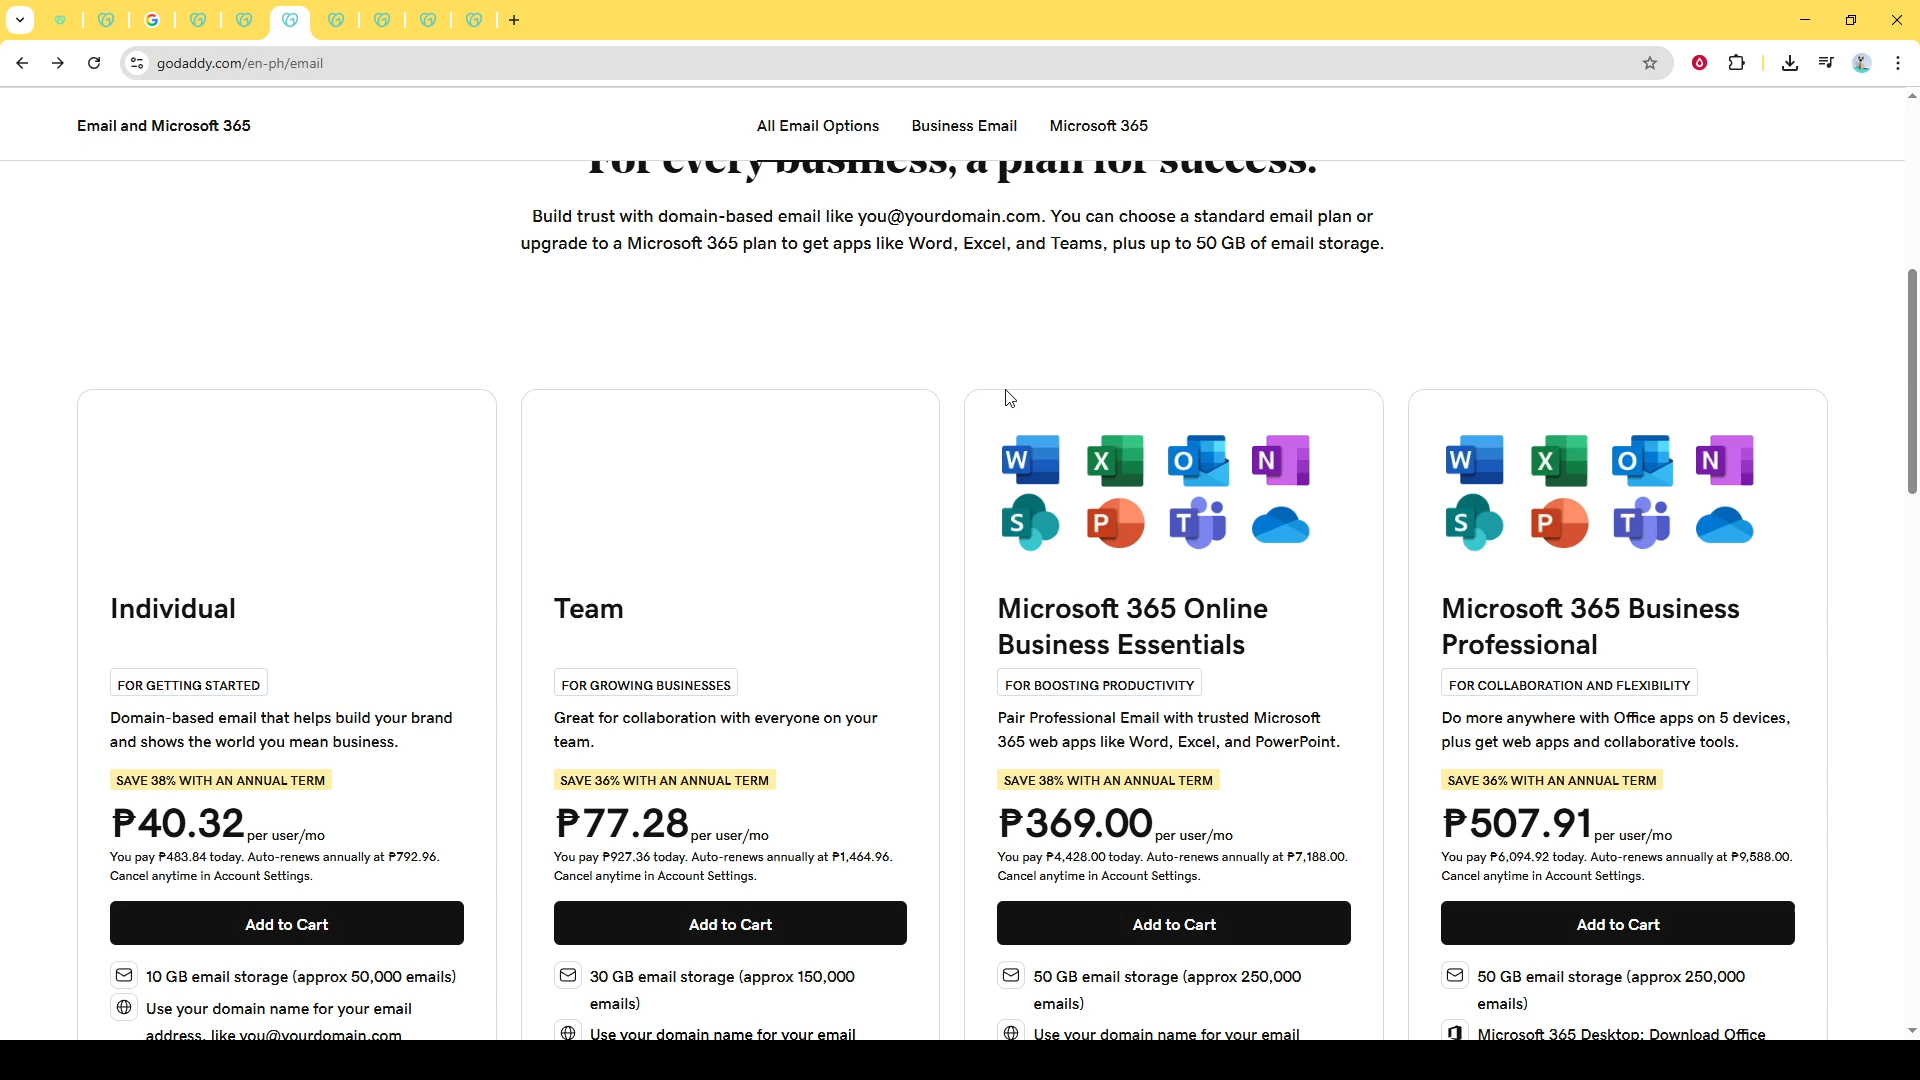 godaddy.com/en-ph/email
Email and Microsoft 365
All Email Options
Business Email
Microsoft 365
For every business, a plan for success.
Build trust with domain-based email like you@yourdomain.com. You can choose a standard email plan or
upgrade to a Microsoft 365 plan to get apps like Word, Excel, and Teams, plus up to 50 GB of email storage.
Individual
FOR GETTING STARTED
Domain-based email that helps build your brand
and shows the world you mean business.
SAVE 38% WITH AN ANNUAL TERM
₱40.32 per user/mo
You pay ₱483.84 today. Auto-renews annually at ₱792.96.
Cancel anytime in Account Settings.
Add to Cart
10 GB email storage (approx 50,000 emails)
Use your domain name for your email
address, like you@yourdomain.com
Team
FOR GROWING BUSINESSES
Great for collaboration with everyone on your
team.
SAVE 36% WITH AN ANNUAL TERM
₱77.28 per user/mo
You pay ₱927.36 today. Auto-renews annually at ₱1,464.96.
Cancel anytime in Account Settings.
Add to Cart
30 GB email storage (approx 150,000
emails)
Use your domain name for your email
W X O N
S P T
Microsoft 365 Online
Business Essentials
FOR BOOSTING PRODUCTIVITY
Pair Professional Email with trusted Microsoft
365 web apps like Word, Excel, and PowerPoint.
SAVE 38% WITH AN ANNUAL TERM
₱369.00 per user/mo
You pay ₱4,428.00 today. Auto-renews annually at ₱7,188.00.
Cancel anytime in Account Settings.
Add to Cart
50 GB email storage (approx 250,000
emails)
Use your domain name for your email
W X O N
S P T
Microsoft 365 Business
Professional
FOR COLLABORATION AND FLEXIBILITY
Do more anywhere with Office apps on 5 devices,
plus get web apps and collaborative tools.
SAVE 36% WITH AN ANNUAL TERM
₱507.91 per user/mo
You pay ₱6,094.92 today. Auto-renews annually at ₱9,588.00.
Cancel anytime in Account Settings.
Add to Cart
50 GB email storage (approx 250,000
emails)
Microsoft 365 Desktop: Download Office